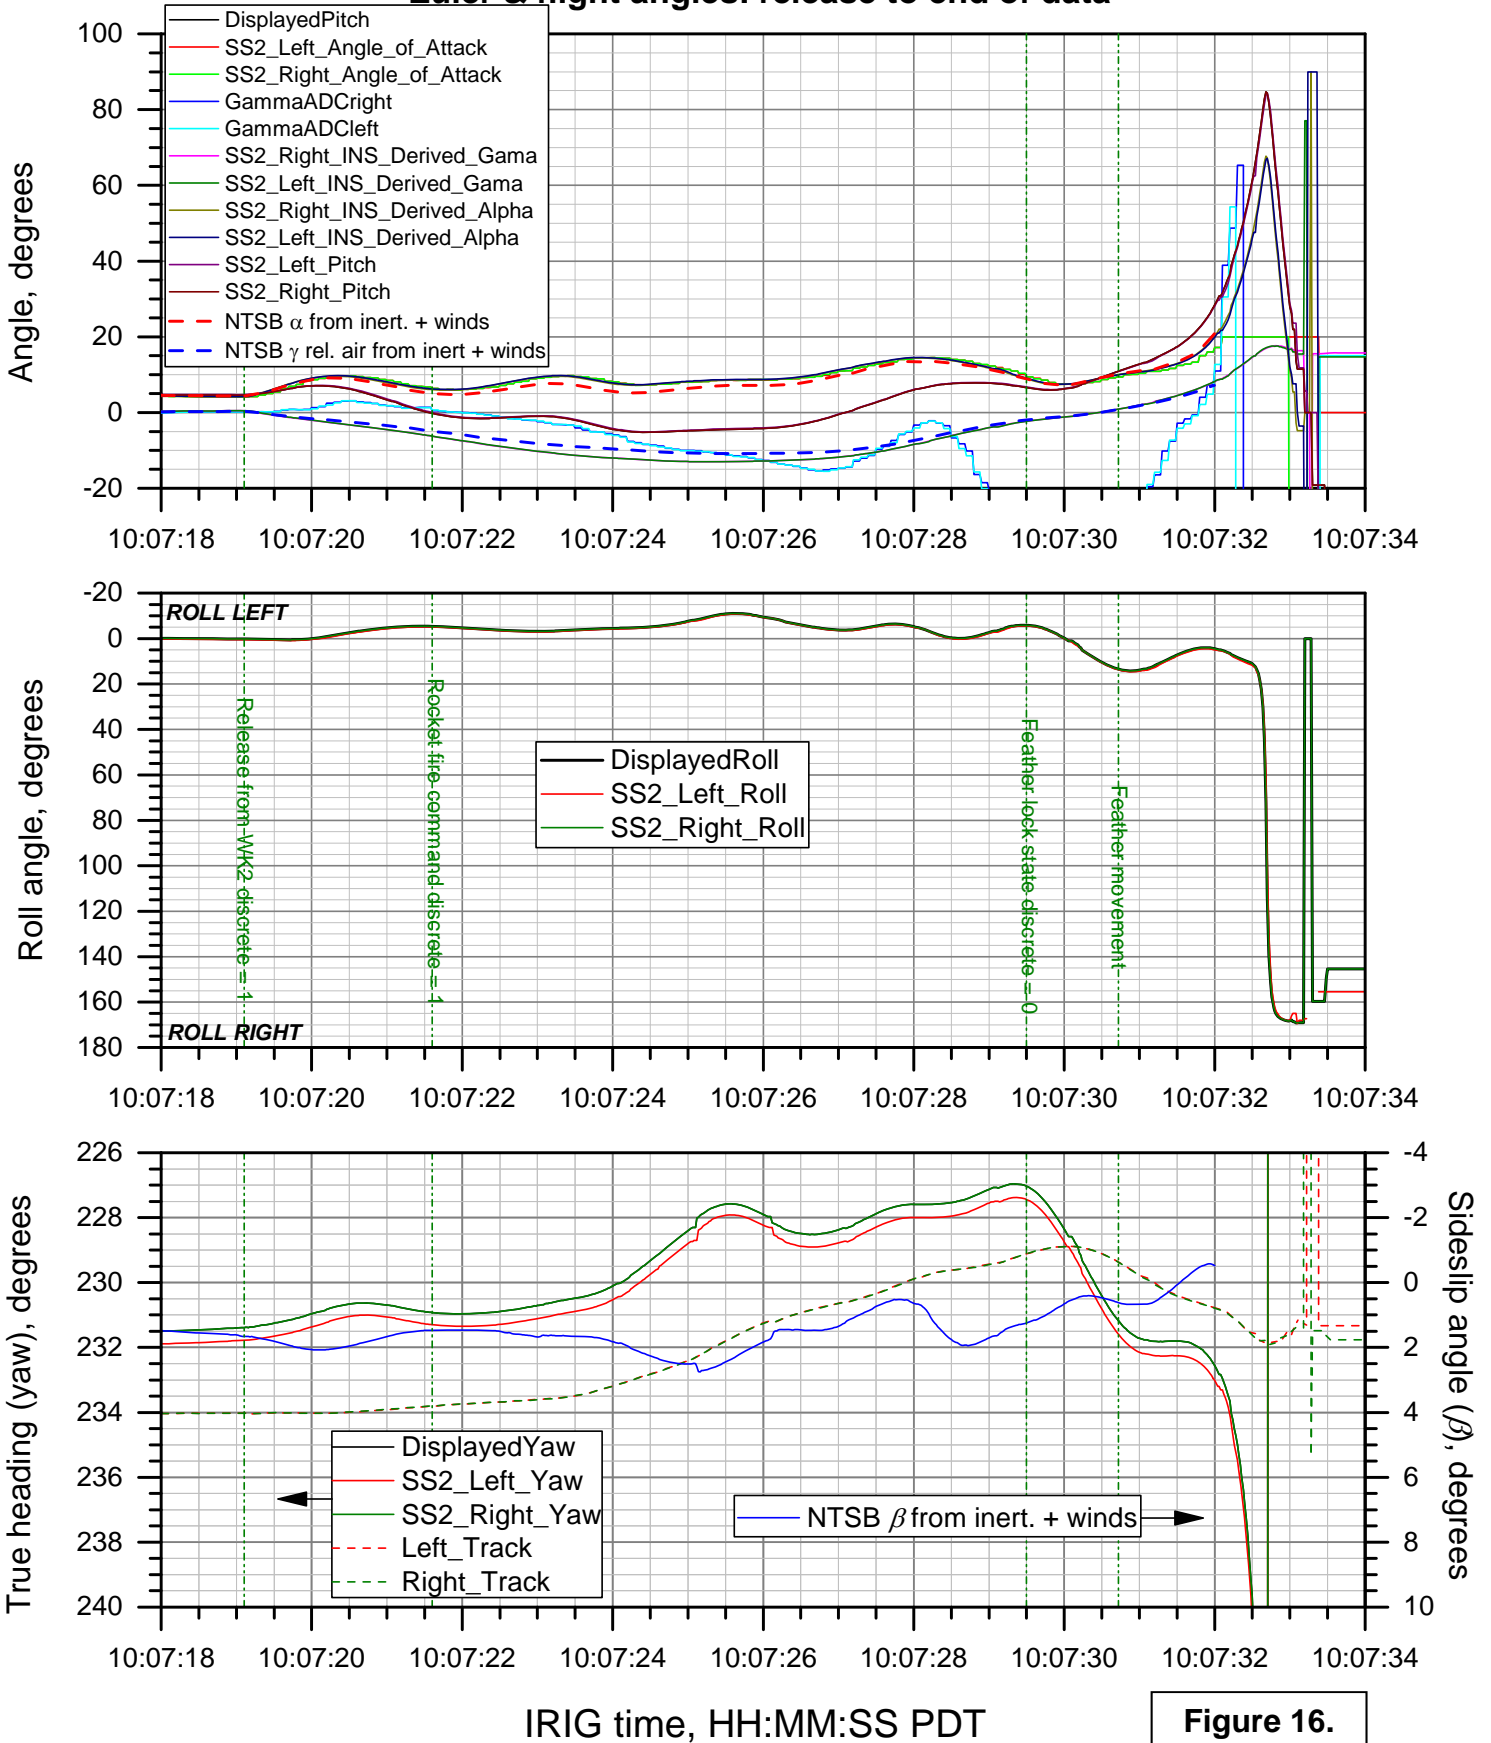 Euler & flight angles: release to end of data
DisplayedPitch
SS2_Left_Angle_of_Attack
SS2_Right_Angle_of_Attack
GammaADCright
GammaADCleft
SS2_Right_INS_Derived_Gama
SS2_Left_INS_Derived_Gama
SS2_Right_INS_Derived_Alpha
SS2_Left_INS_Derived_Alpha
SS2_Left_Pitch
SS2_Right_Pitch
NTSB α from inert. + winds
NTSB γ rel. air from inert + winds
Angle, degrees
100
80
60
40
20
0
-20
10:07:18 10:07:20 10:07:22 10:07:24 10:07:26 10:07:28 10:07:30 10:07:32 10:07:34
Roll angle, degrees
-20
0
20
40
60
80
100
120
140
160
180
ROLL LEFT
ROLL RIGHT
Release from WK2 discrete = 1
Rocket fire command discrete = 1
Feather lock state discrete = 0
Feather movement
DisplayedRoll
SS2_Left_Roll
SS2_Right_Roll
10:07:18 10:07:20 10:07:22 10:07:24 10:07:26 10:07:28 10:07:30 10:07:32 10:07:34
True heading (yaw), degrees
226
228
230
232
234
236
238
240
DisplayedYaw
SS2_Left_Yaw
SS2_Right_Yaw
Left_Track
Right_Track
NTSB β from inert. + winds
-4
-2
0
2
4
6
8
10
Sideslip angle (β), degrees
10:07:18 10:07:20 10:07:22 10:07:24 10:07:26 10:07:28 10:07:30 10:07:32 10:07:34
IRIG time, HH:MM:SS PDT
Figure 16.